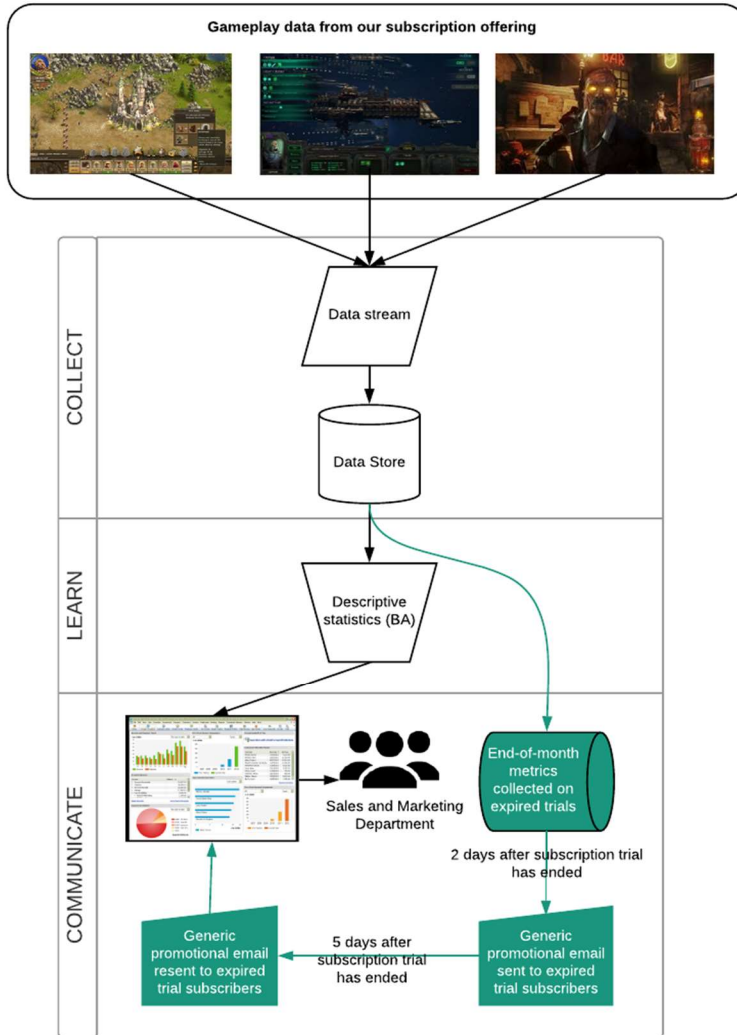 Gameplay data from our subscription offering
BAR
COLLECT
Data stream
Data Store
LEARN
Descriptive
statistics (BA)
COMMUNICATE
Sales and Marketing
Department
End-of-month
metrics
collected on
expired trials
2 days after subscription trial
has ended
Generic
promotional email
sent to expired
trial subscribers
5 days after
subscription trial
has ended
Generic
promotional email
resent to expired
trial subscribers